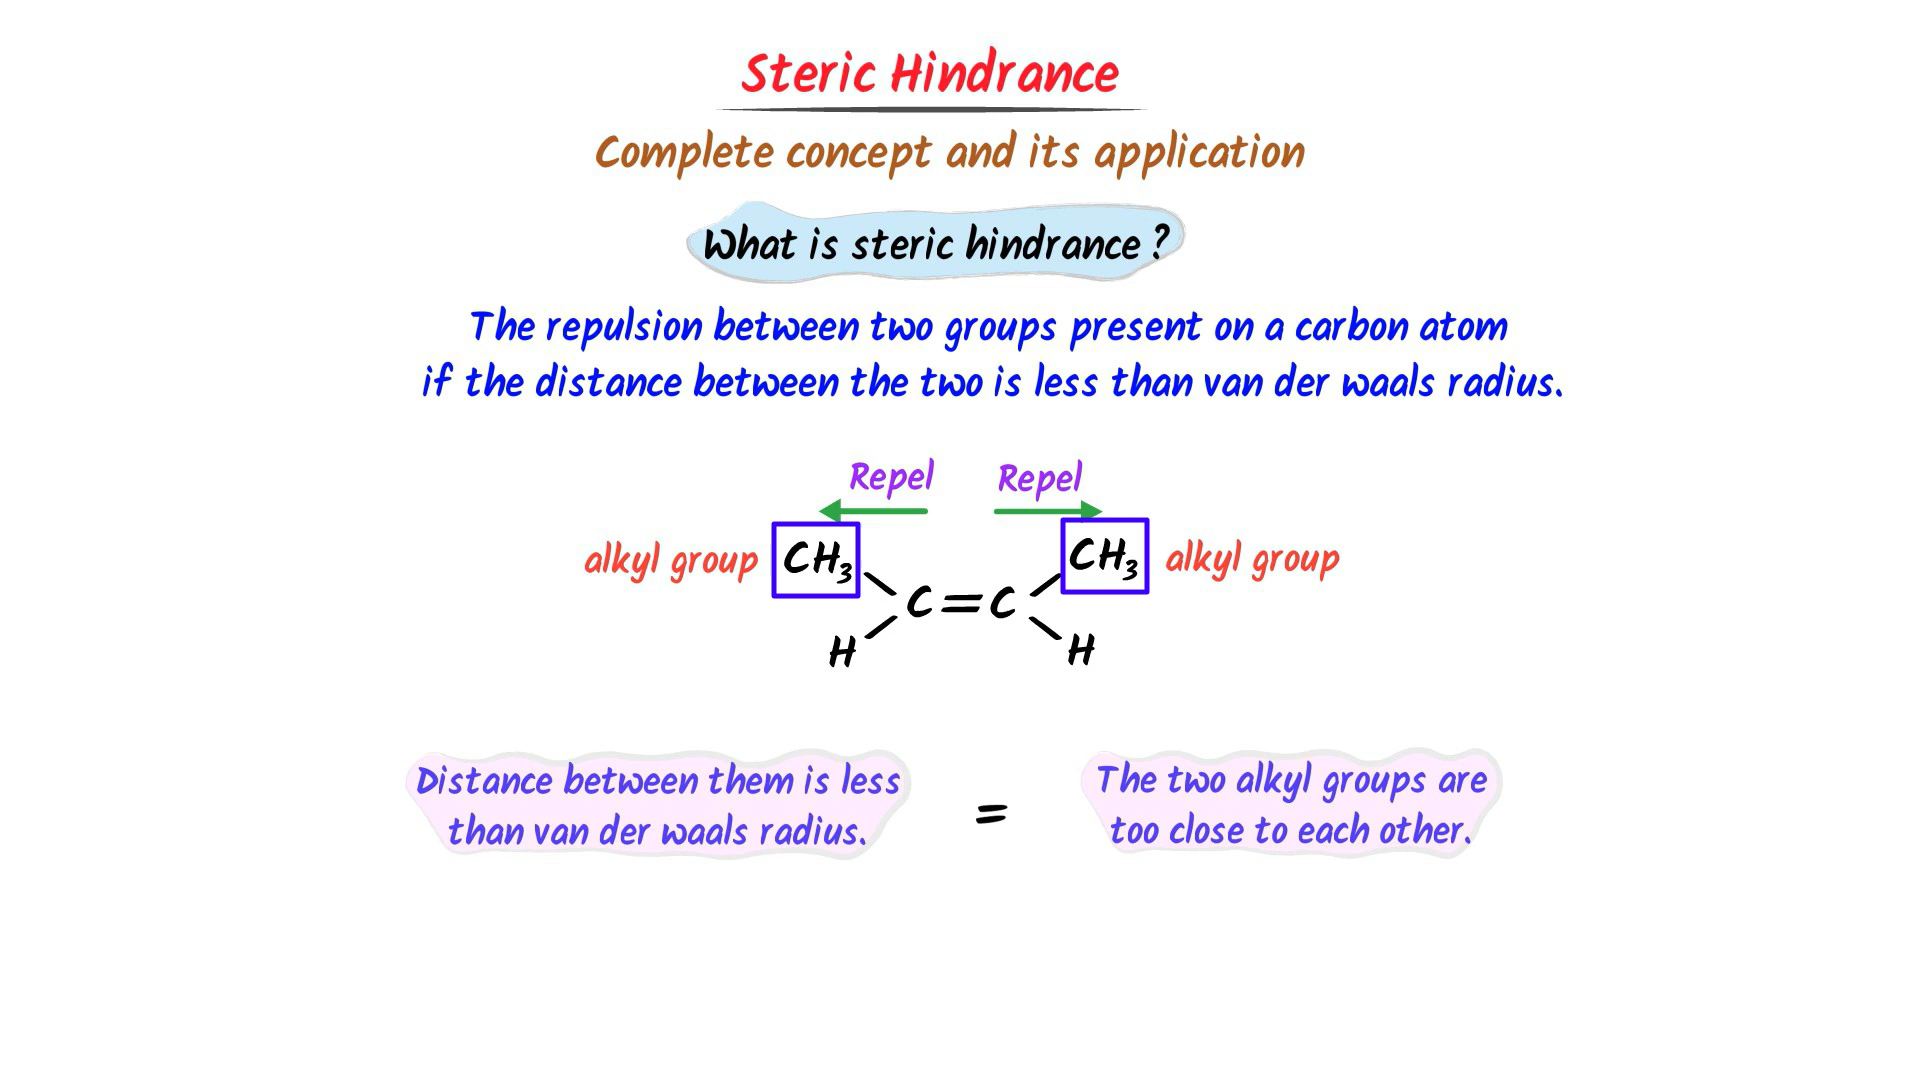 Steric Hindrance
Complete concept and its application
What is steric hindrance ?
The repulsion between two groups present on a carbon atom
if the distance between the two is less than van der waals radius.
Repel Repel
alkyl group CH₃ CH₃ alkyl group
C=C
H H
Distance between them is less
than van der waals radius.
=
The two alkyl groups are
too close to each other.